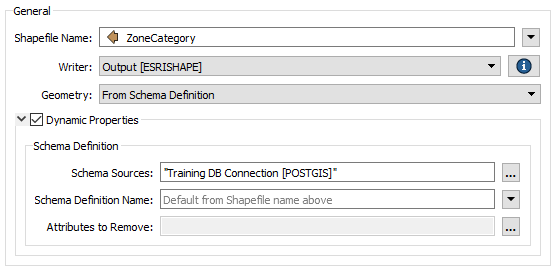 General
Shapefile Name: ZoneCategory
Writer: Output [ESRISHAPE]
Geometry: From Schema Definition
Dynamic Properties
Schema Definition
Schema Sources: "Training DB Connection [POSTGIS]" ...
Schema Definition Name: Default from Shapefile name above
Attributes to Remove: ...